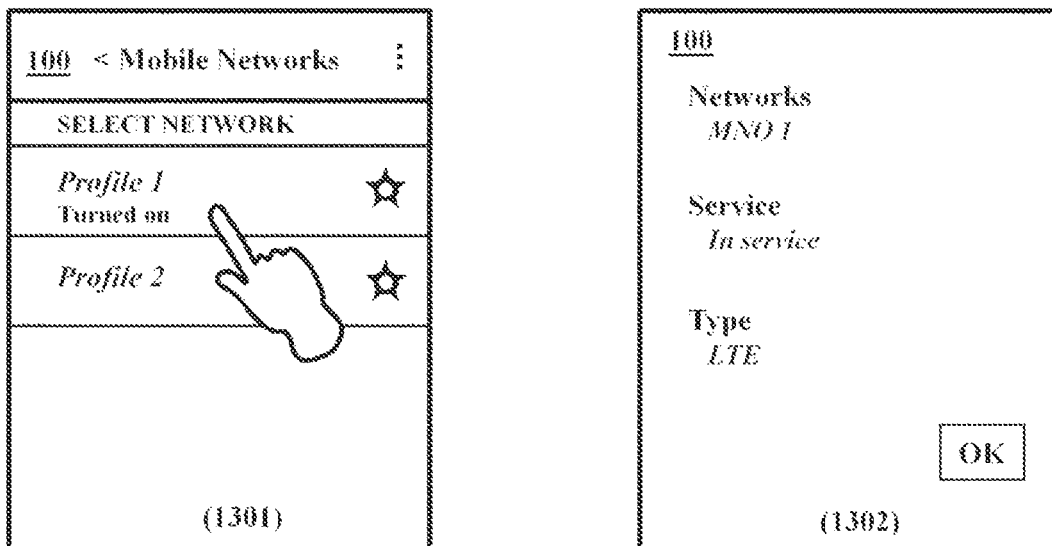 100 < Mobile Networks
SELECT NETWORK
Profile 1
Turned on
Profile 2
(1301)
100
Networks
MNO 1
Service
In service
Type
LTE
OK
(1302)